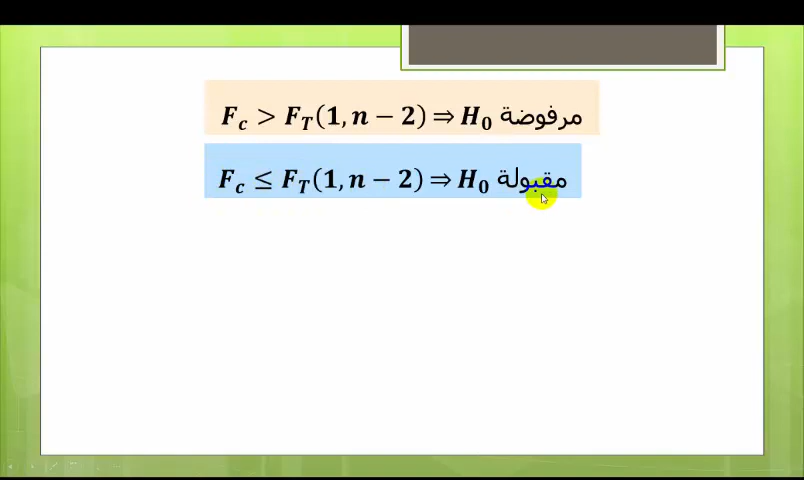 F_c > F_T(1, n − 2) ⇒ H_0 مرفوضة
F_c ≤ F_T(1, n − 2) ⇒ H_0 مقبولة